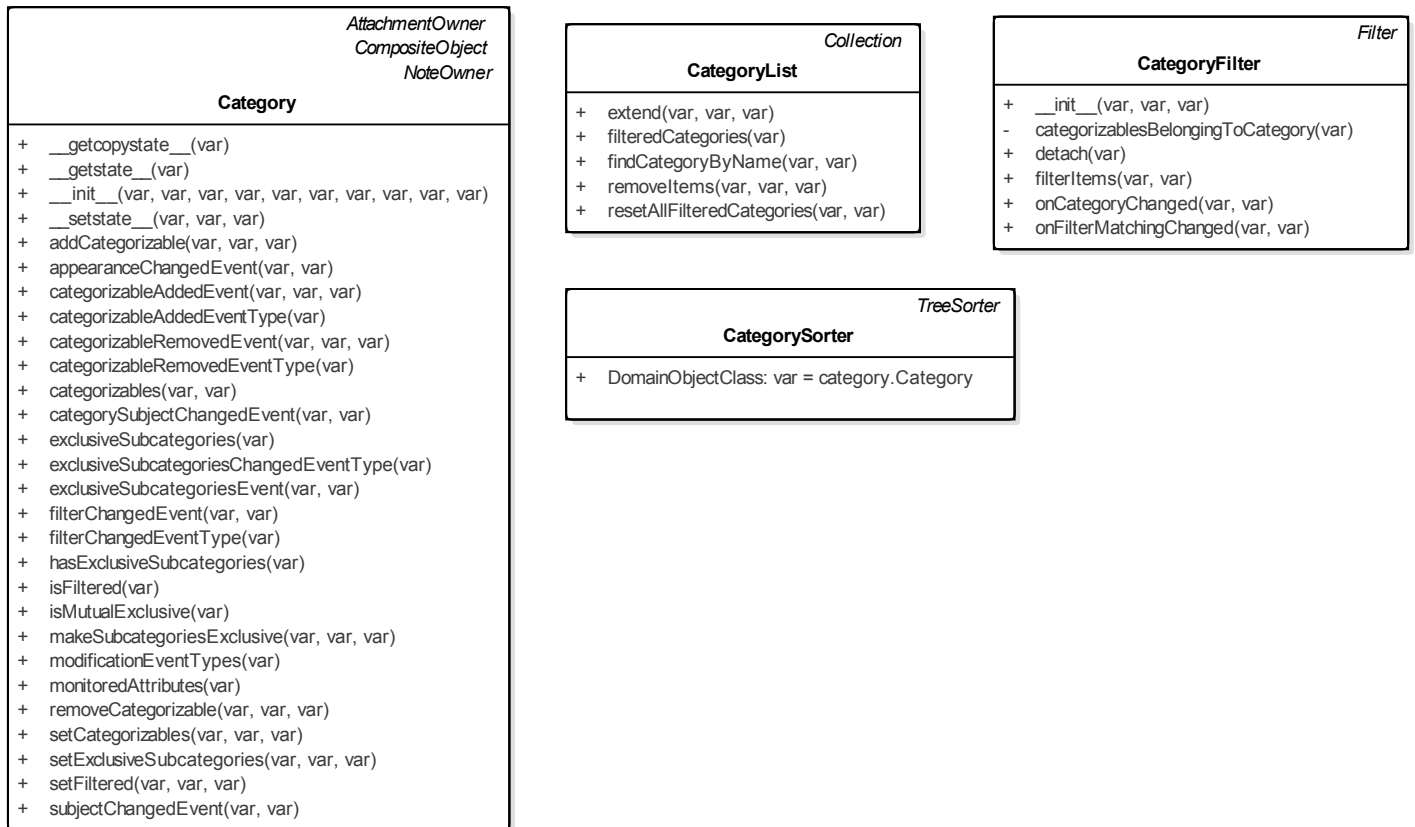 AttachmentOwner
CompositeObject
NoteOwner
Category
+ __getcopystate__(var)
+ __getstate__(var)
+ __init__(var, var, var, var, var, var, var, var, var, var)
+ __setstate__(var, var, var)
+ addCategorizable(var, var, var)
+ appearanceChangedEvent(var, var)
+ categorizableAddedEvent(var, var, var)
+ categorizableAddedEventType(var)
+ categorizableRemovedEvent(var, var, var)
+ categorizableRemovedEventType(var)
+ categorizables(var, var)
+ categorySubjectChangedEvent(var, var)
+ exclusiveSubcategories(var)
+ exclusiveSubcategoriesChangedEventType(var)
+ exclusiveSubcategoriesEvent(var, var)
+ filterChangedEvent(var, var)
+ filterChangedEventType(var)
+ hasExclusiveSubcategories(var)
+ isFiltered(var)
+ isMutualExclusive(var)
+ makeSubcategoriesExclusive(var, var, var)
+ modificationEventTypes(var)
+ monitoredAttributes(var)
+ removeCategorizable(var, var, var)
+ setCategorizables(var, var, var)
+ setExclusiveSubcategories(var, var, var)
+ setFiltered(var, var, var)
+ subjectChangedEvent(var, var)
Collection
CategoryList
+ extend(var, var, var)
+ filteredCategories(var)
+ findCategoryByName(var, var)
+ removeItems(var, var, var)
+ resetAllFilteredCategories(var, var)
Filter
CategoryFilter
+ __init__(var, var, var)
- categorizablesBelongingToCategory(var)
+ detach(var)
+ filterItems(var, var)
+ onCategoryChanged(var, var)
+ onFilterMatchingChanged(var, var)
TreeSorter
CategorySorter
+ DomainObjectClass: var = category.Category